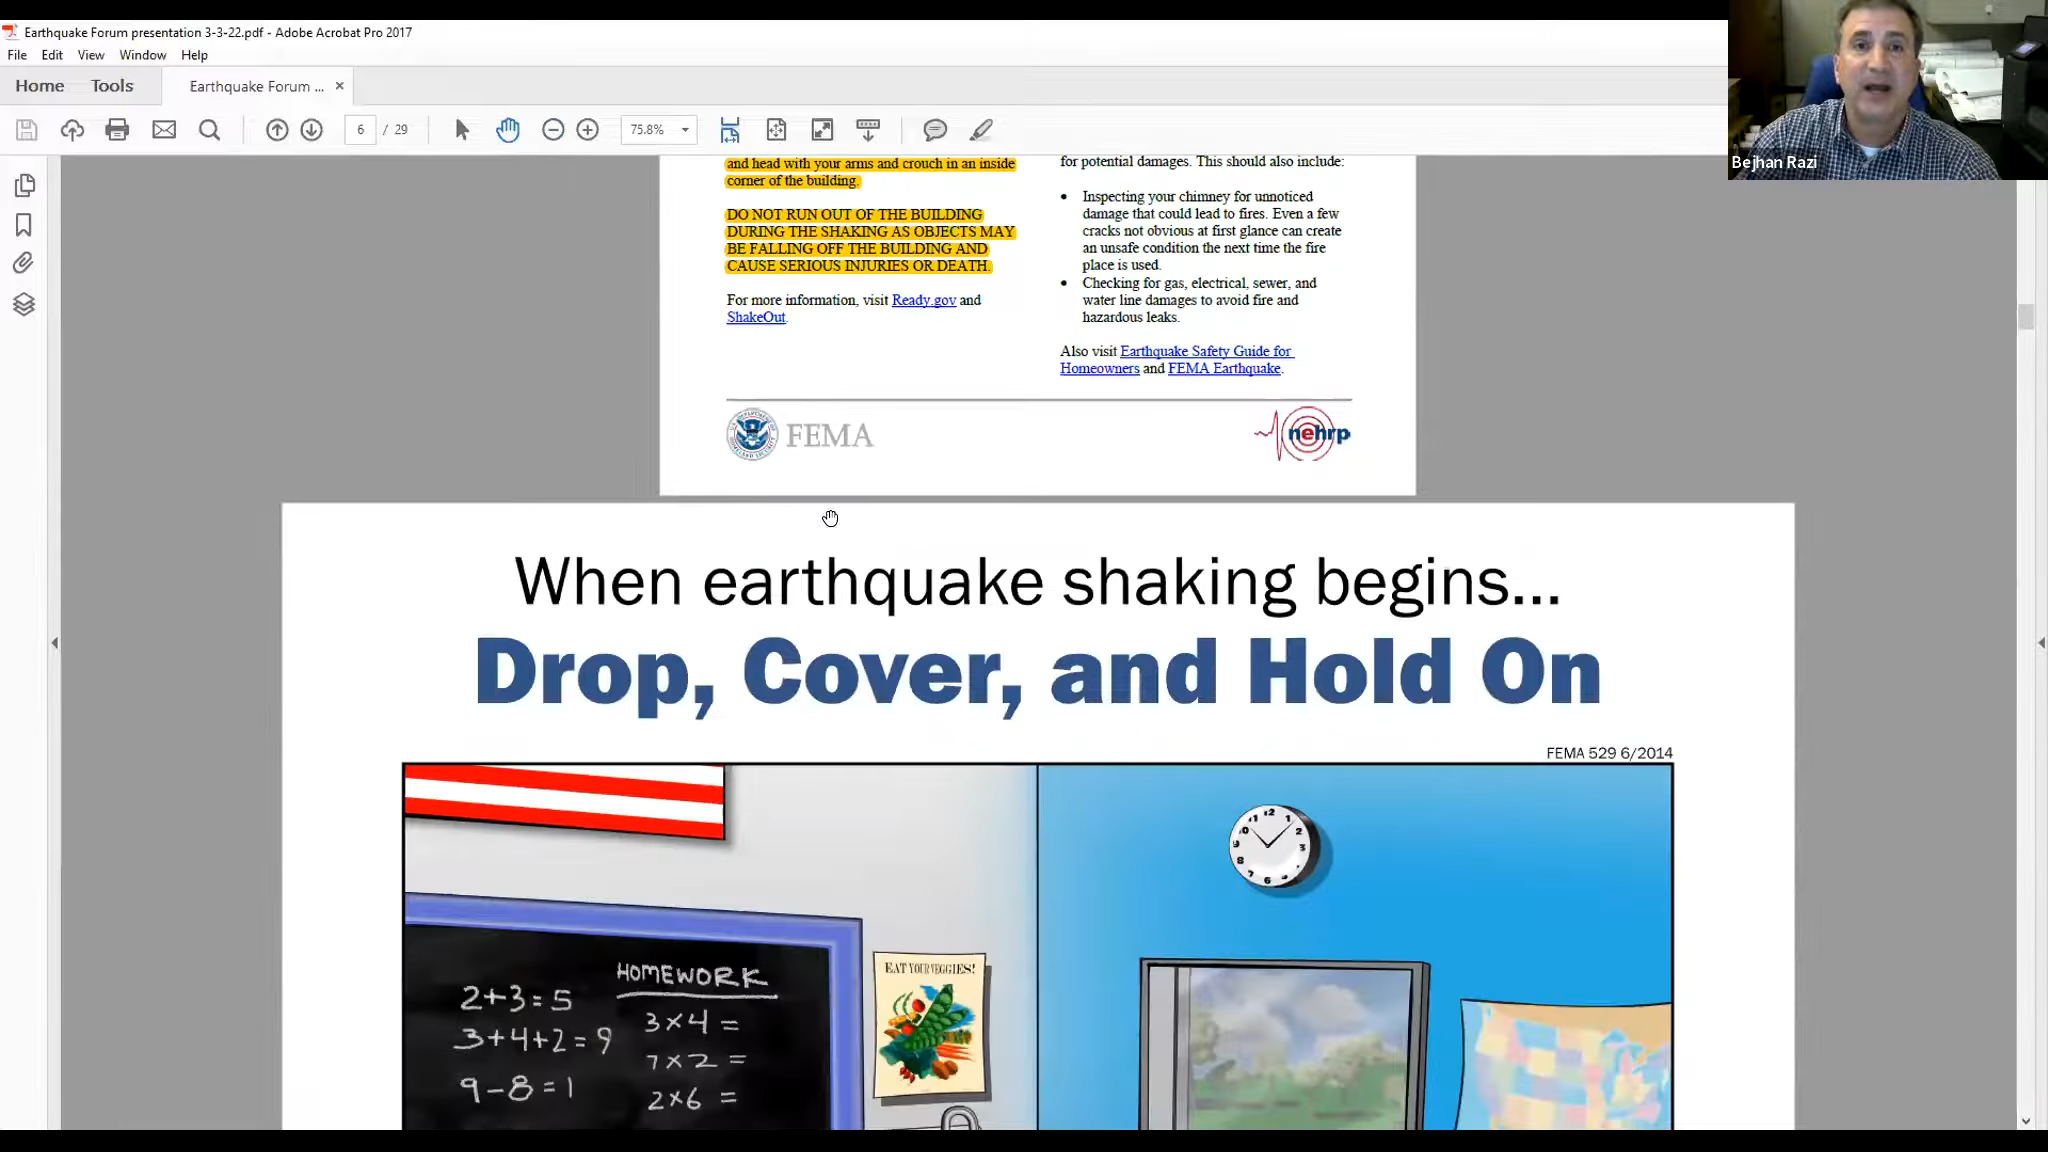 Earthquake Forum presentation 3-3-22.pdf - Adobe Acrobat Pro 2017
File Edit View Window Help
Home Tools Earthquake Forum ... ×
6 / 29 75.8%
Bejhan Razi
and head with your arms and crouch in an inside
corner of the building.
DO NOT RUN OUT OF THE BUILDING
DURING THE SHAKING AS OBJECTS MAY
BE FALLING OFF THE BUILDING AND
CAUSE SERIOUS INJURIES OR DEATH.
For more information, visit Ready.gov and
ShakeOut.
for potential damages. This should also include:
• Inspecting your chimney for unnoticed
damage that could lead to fires. Even a few
cracks not obvious at first glance can create
an unsafe condition the next time the fire
place is used.
• Checking for gas, electrical, sewer, and
water line damages to avoid fire and
hazardous leaks.
Also visit Earthquake Safety Guide for
Homeowners and FEMA Earthquake.
FEMA
nehrp
When earthquake shaking begins...
Drop, Cover, and Hold On
FEMA 529 6/2014
HOMEWORK
2+3=5
3+4+2=9
9-8=1
3×4=
7×2=
2×6=
EAT YOUR VEGGIES!